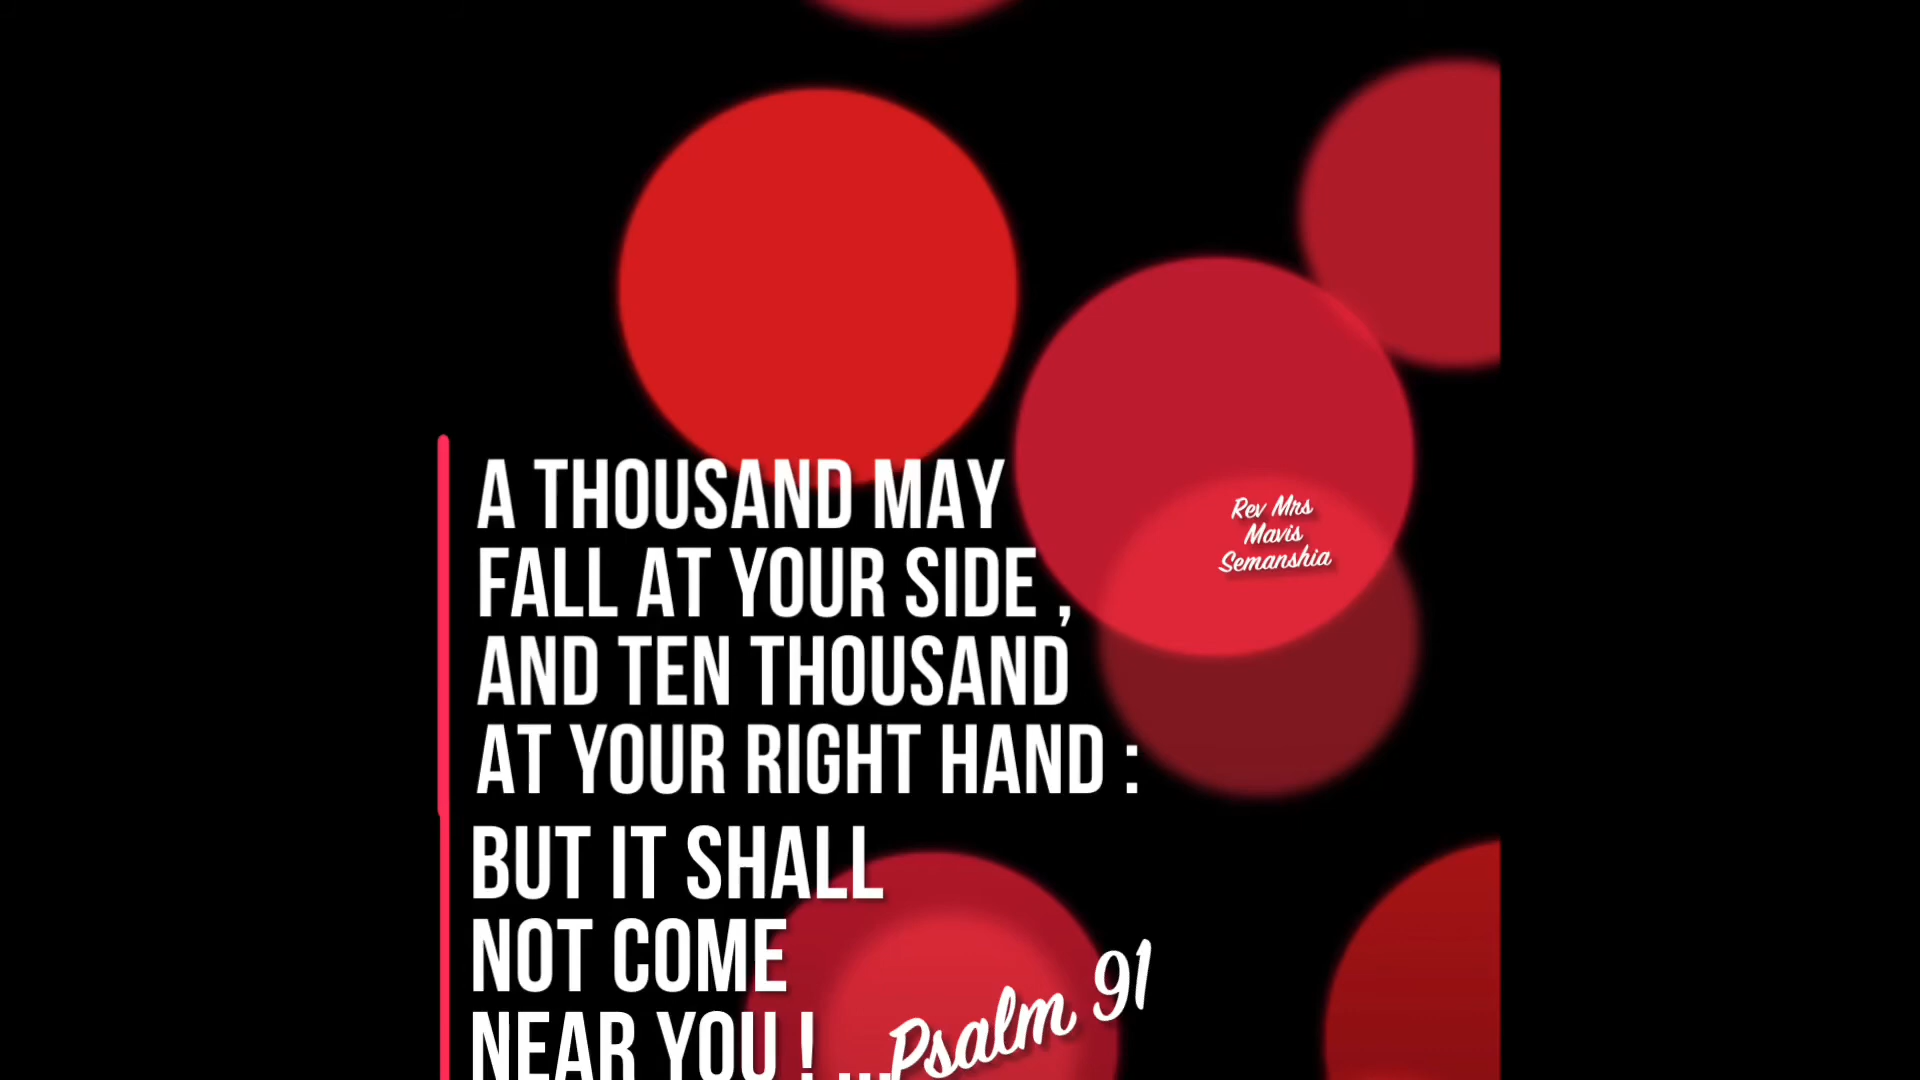 A THOUSAND MAY
FALL AT YOUR SIDE ,
AND TEN THOUSAND
AT YOUR RIGHT HAND :
BUT IT SHALL
NOT COME
NEAR YOU ! ...Psalm 91
Rev Mrs
Mavis
Semanshia